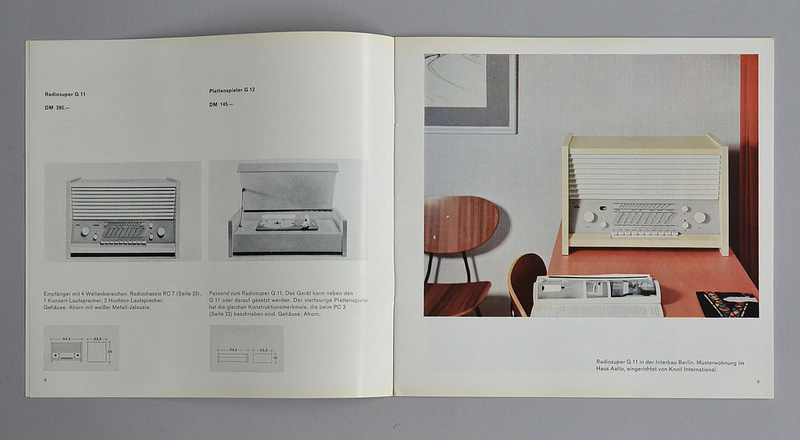 Radiosuper G 11
DM 395.–
Plattenspieler G 12
DM 145.–
Empfänger mit 4 Wellenbereichen, Radiochassis RC 7 (Seite 23),
1 Konzert-Lautsprecher, 2 Hochton-Lautsprecher.
Gehäuse: Ahorn mit weißer Metall-Jalousie.
Passend zum Radiosuper G 11. Das Gerät kann neben den
G 11 oder darauf gesetzt werden. Der viertourige Plattenspieler
hat die gleichen Konstruktionsmerkmale, die beim PC 3
(Seite 22) beschrieben sind. Gehäuse: Ahorn.
4
Radiosuper G 11 in der Interbau Berlin. Musterwohnung im
Haus Aalto, eingerichtet von Knoll International.